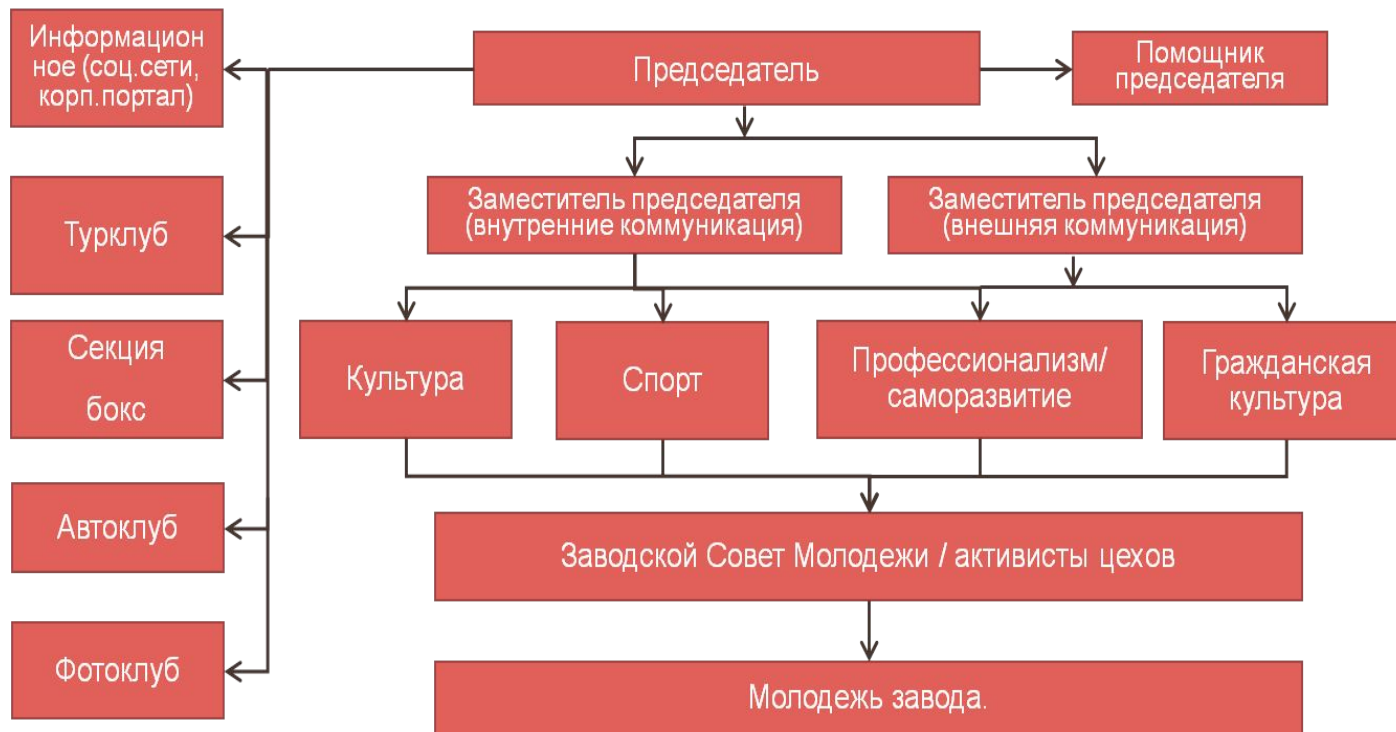 Информацион
ное (соц.сети,
корп.портал)
Председатель
Помощник
председателя
Турклуб
Заместитель председателя
(внутренние коммуникация)
Заместитель председателя
(внешняя коммуникация)
Секция
бокс
Культура
Спорт
Профессионализм/
саморазвитие
Гражданская
культура
Автоклуб
Заводской Совет Молодежи / активисты цехов
Фотоклуб
Молодежь завода.